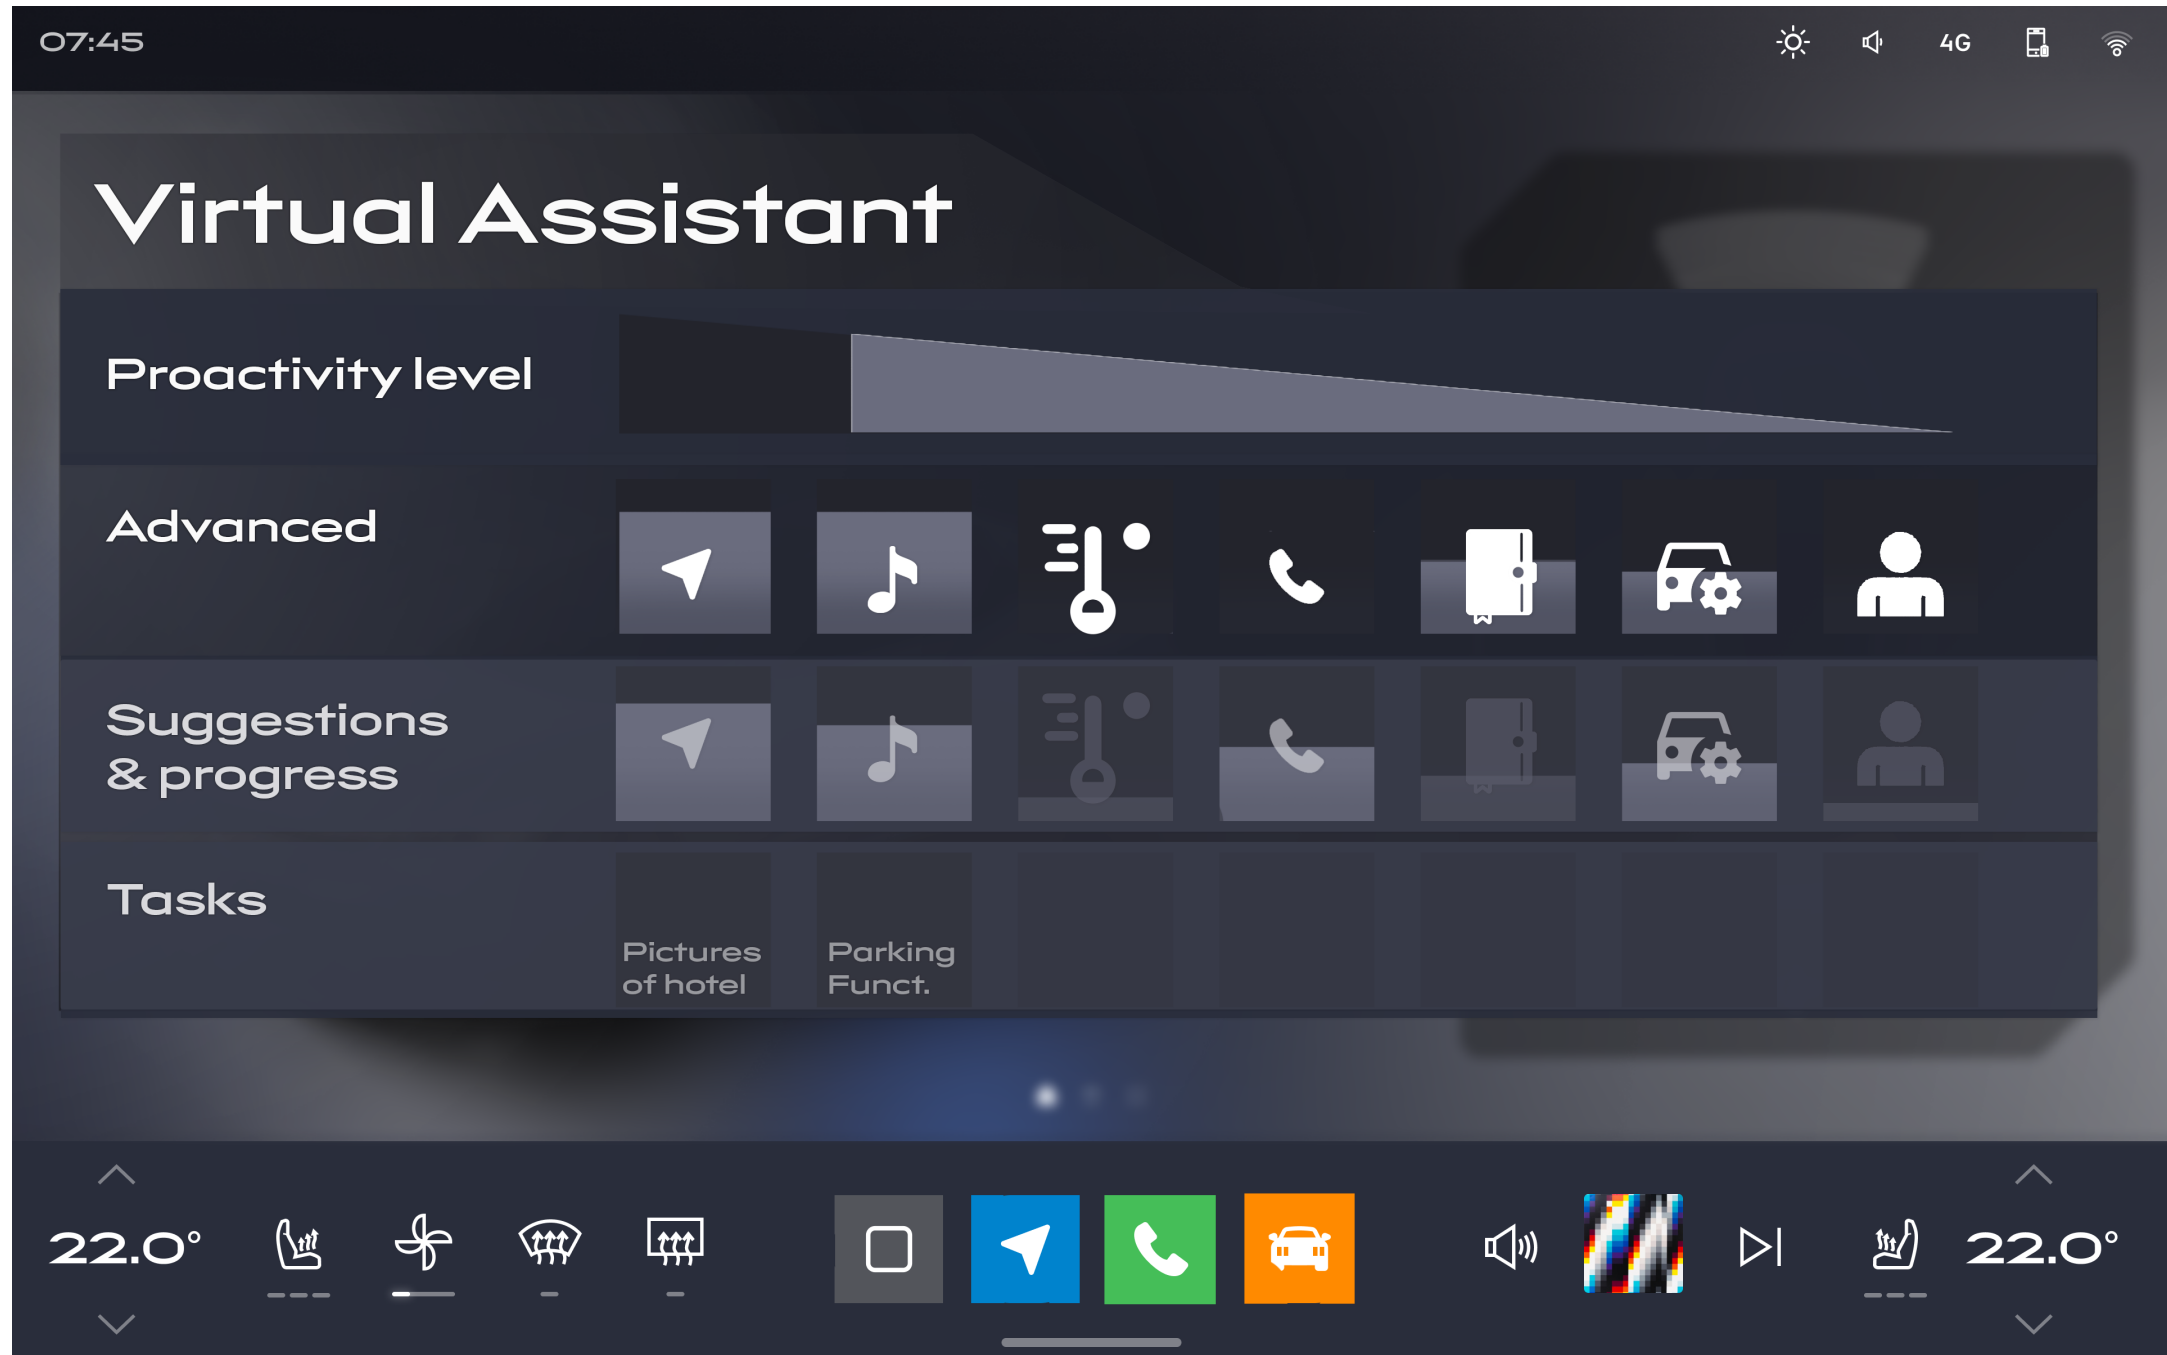 07:45
4G
Virtual Assistant
Proactivity level
Advanced
Suggestions
& progress
Tasks
Pictures
of hotel
Parking
Funct.
22.0°
22.0°